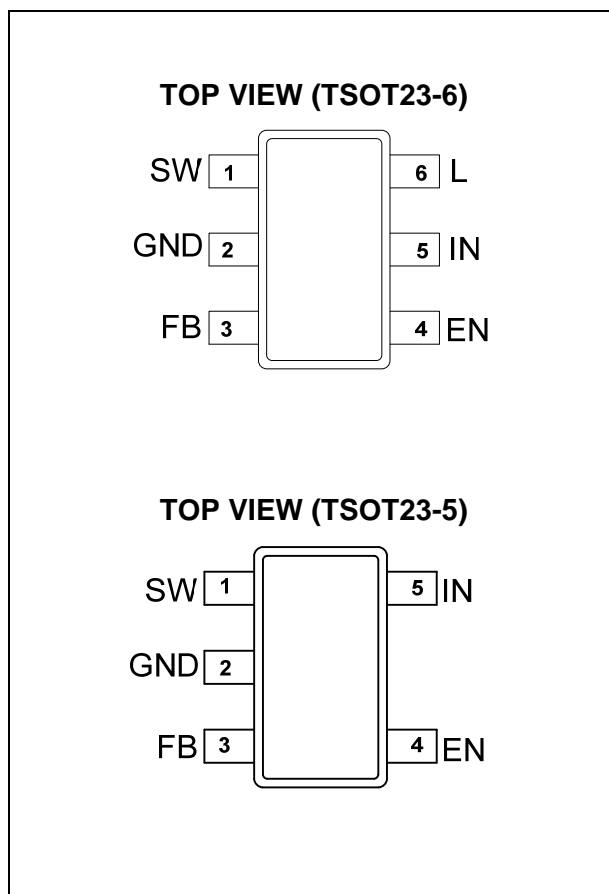 TOP VIEW (TSOT23-6)
SW 1 6 L
GND 2 5 IN
FB 3 4 EN
TOP VIEW (TSOT23-5)
SW 1 5 IN
GND 2
FB 3 4 EN